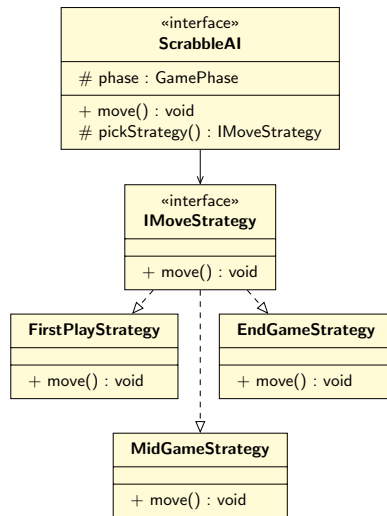 «interface»
ScrabbleAI
# phase : GamePhase
+ move() : void
# pickStrategy() : IMoveStrategy
«interface»
IMoveStrategy
+ move() : void
FirstPlayStrategy
+ move() : void
EndGameStrategy
+ move() : void
MidGameStrategy
+ move() : void